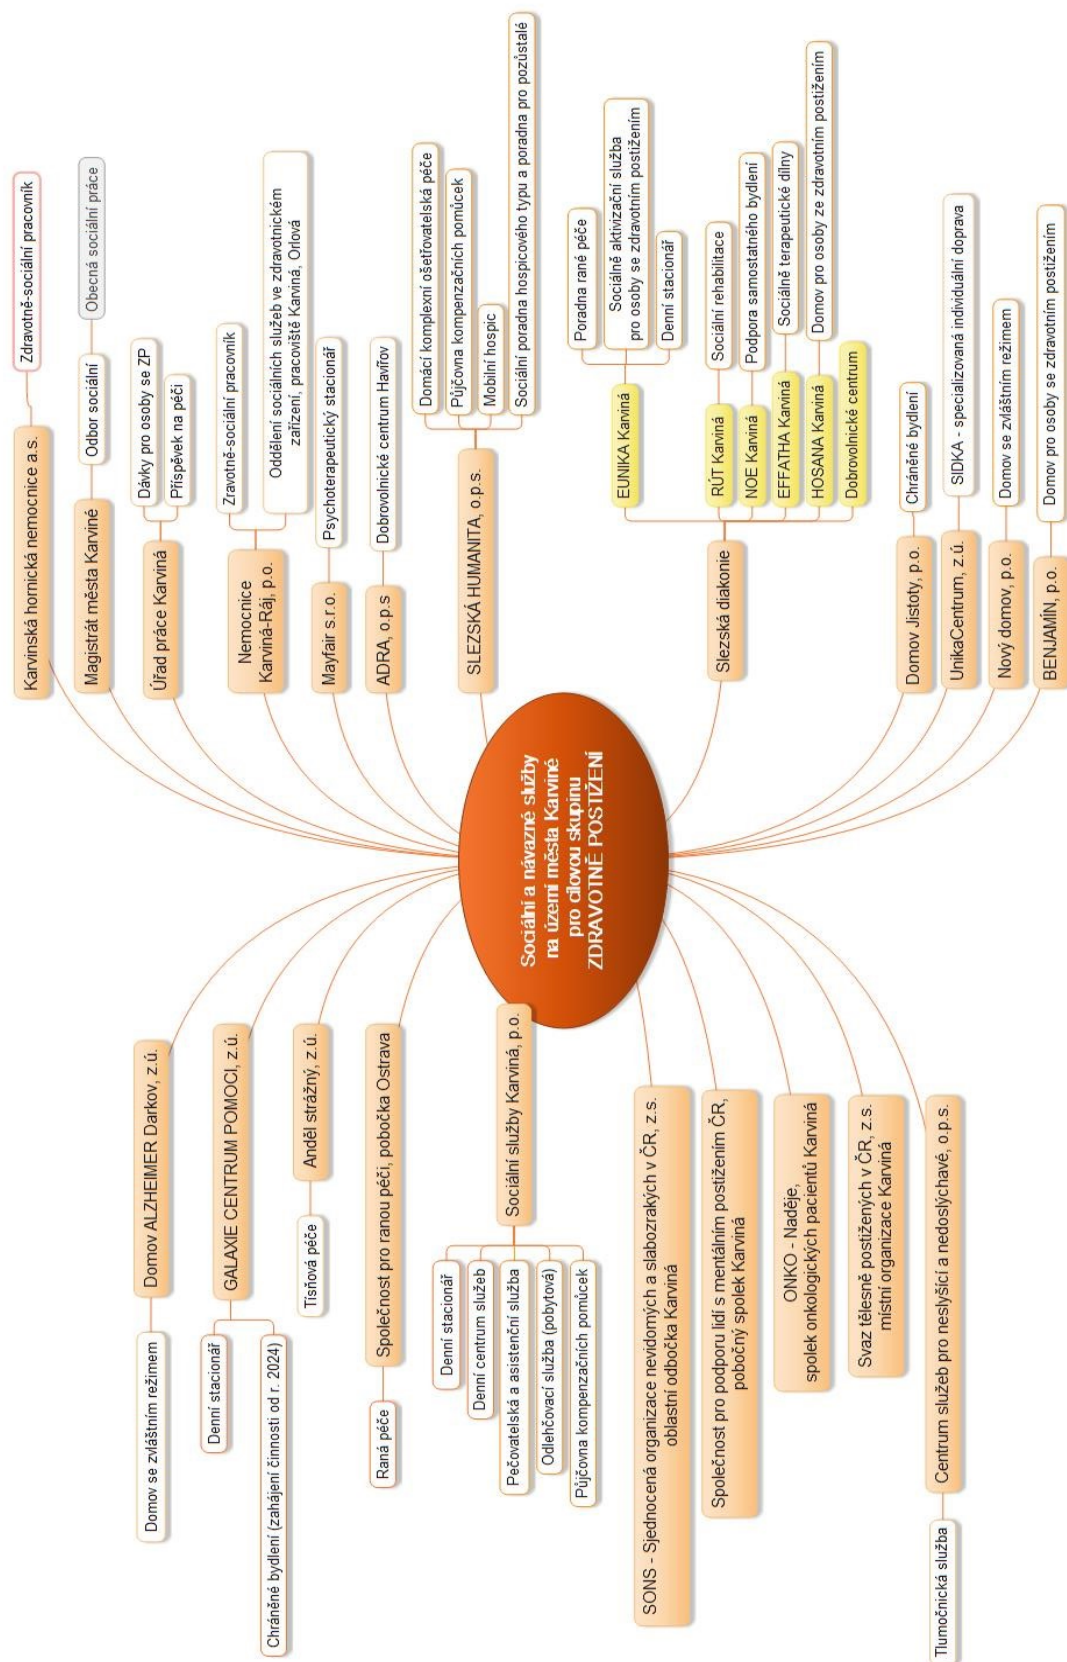 Sociální a návazné služby
na území města Karviné
pro cílovou skupinu
ZDRAVOTNĚ POSTIŽENÍ
Karvinská hornická nemocnice a.s.
Zdravotně-sociální pracovník
Magistrát města Karviné
Odbor sociální
Obecná sociální práce
Úřad práce Karviná
Dávky pro osoby se ZP
Příspěvek na péči
Nemocnice
Karviná-Ráj, p.o.
Zravotně-sociální pracovník
Oddělení sociálních služeb ve zdravotnickém
zařízení, pracoviště Karviná, Orlová
Mayfair s.r.o.
Psychoterapeutický stacionář
ADRA, o.p.s
Dobrovolnické centrum Havířov
SLEZSKÁ HUMANITA, o.p.s.
Domácí komplexní ošetřovatelská péče
Půjčovna kompenzačních pomůcek
Mobilní hospic
Sociální poradna hospicového typu a poradna pro pozůstalé
Slezská diakonie
EUNIKA Karviná
Poradna rané péče
Sociálně aktivizační služba
pro osoby se zdravotním postižením
Denní stacionář
RÚT Karviná
Sociální rehabilitace
NOE Karviná
Podpora samostatného bydlení
EFFATHA Karviná
Sociálně terapeutické dílny
HOSANA Karviná
Domov pro osoby ze zdravotním postižením
Dobrovolnické centrum
Domov Jistoty, p.o.
Chráněné bydlení
UnikaCentrum, z.ú.
SIDKA - specializovaná individuální doprava
Nový domov, p.o.
Domov se zvláštním režimem
BENJAMÍN, p.o.
Domov pro osoby se zdravotním postižením
Domov ALZHEIMER Darkov, z.ú.
Domov se zvláštním režimem
GALAXIE CENTRUM POMOCI, z.ú.
Denní stacionář
Chráněné bydlení (zahájení činnosti od r. 2024)
Anděl strážný, z.ú.
Tísňová péče
Společnost pro ranou péči, pobočka Ostrava
Raná péče
Sociální služby Karviná, p.o.
Denní stacionář
Denní centrum služeb
Pečovatelská a asistenční služba
Odlehčovací služba (pobytová)
Půjčovna kompenzačních pomůcek
SONS - Sjednocená organizace nevidomých a slabozrakých v ČR, z.s.
oblastní odbočka Karviná
Společnost pro podporu lidí s mentálním postižením ČR,
pobočný spolek Karviná
ONKO - Naděje,
spolek onkologických pacientů Karviná
Svaz tělesně postižených v ČR, z.s.
místní organizace Karviná
Centrum služeb pro neslyšící a nedoslýchavé, o.p.s.
Tlumočnická služba